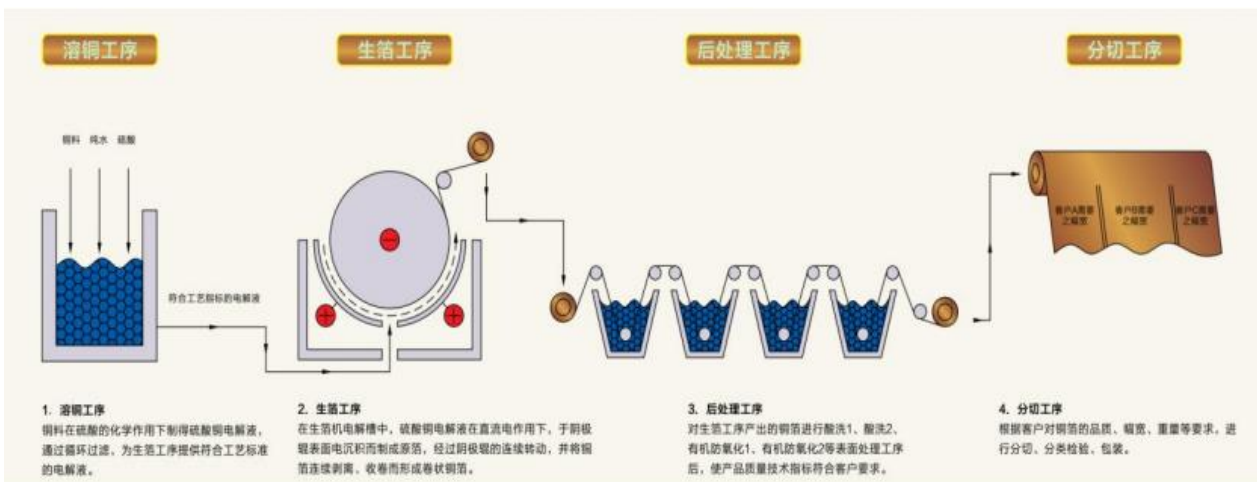 溶铜工序
生箔工序
后处理工序
分切工序
铜料 纯水 硫酸
符合工艺指标的电解液
客户A需要
之幅宽
客户B需要
之幅宽
客户C需要
之幅宽
1. 溶铜工序
铜料在硫酸的化学作用下制得硫酸铜电解液，
通过循环过滤，为生箔工序提供符合工艺标准
的电解液。
2. 生箔工序
在生箔机电解槽中，硫酸铜电解液在直流电作用下，于阴极
辊表面电沉积而制成原箔，经过阴极辊的连续转动，并将铜
箔连续剥离、收卷而形成卷状铜箔。
3. 后处理工序
对生箔工序产出的铜箔进行酸洗1、酸洗2、
有机防氧化1、有机防氧化2等表面处理工序
后，使产品质量技术指标符合客户要求。
4. 分切工序
根据客户对铜箔的品质、幅宽、重量等要求，进
行分切、分类检验、包装。